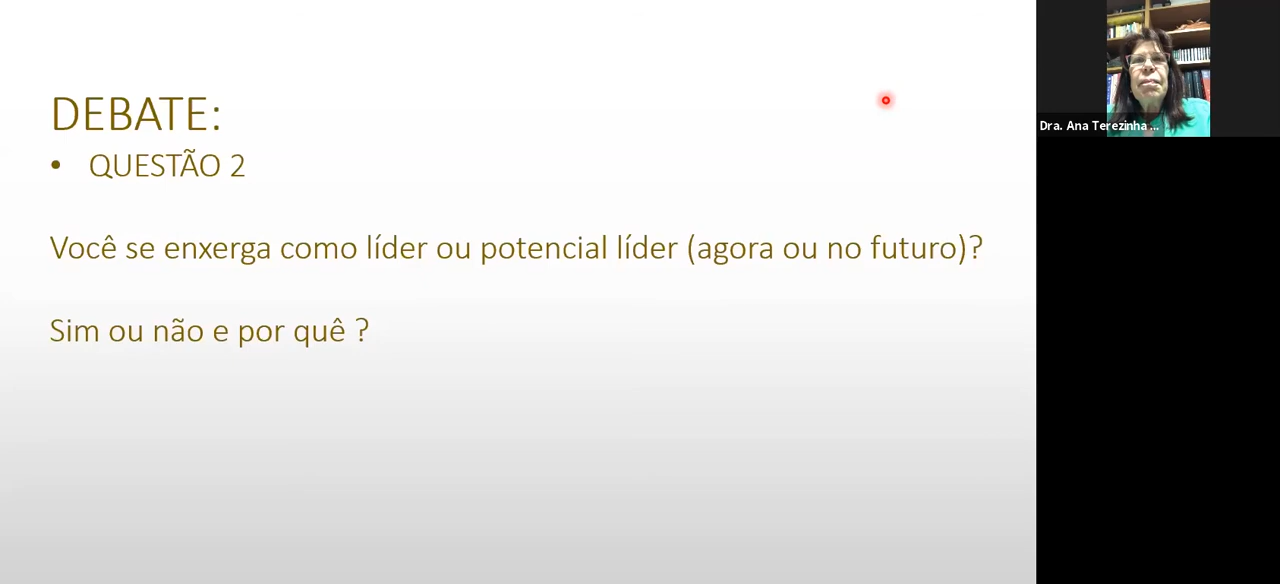 DEBATE:
• QUESTÃO 2
Você se enxerga como líder ou potencial líder (agora ou no futuro)?
Sim ou não e por quê ?
Dra. Ana Terezinha ...